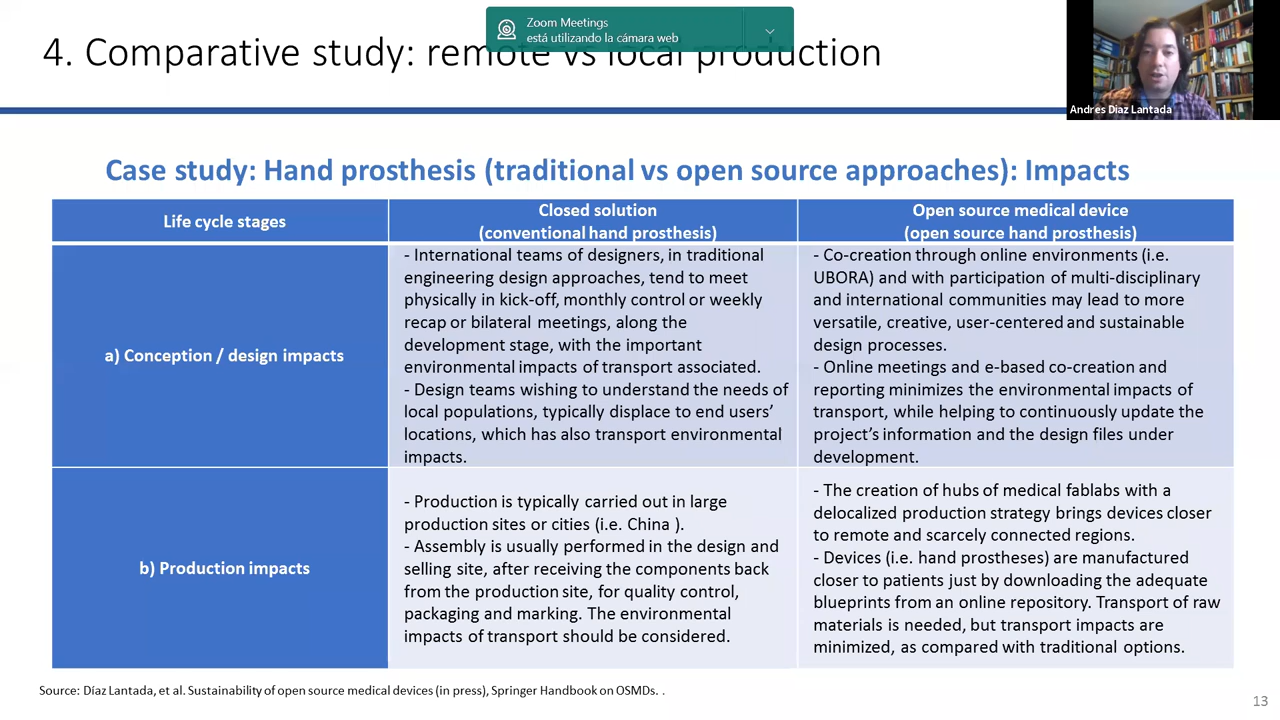 Zoom Meetings
está utilizando la cámara web
4. Comparative study: remote vs local production
Andres Diaz Lantada
Case study: Hand prosthesis (traditional vs open source approaches): Impacts
Life cycle stages
Closed solution
(conventional hand prosthesis)
Open source medical device
(open source hand prosthesis)
a) Conception / design impacts
- International teams of designers, in traditional
engineering design approaches, tend to meet
physically in kick-off, monthly control or weekly
recap or bilateral meetings, along the
development stage, with the important
environmental impacts of transport associated.
- Design teams wishing to understand the needs of
local populations, typically displace to end users’
locations, which has also transport environmental
impacts.
- Co-creation through online environments (i.e.
UBORA) and with participation of multi-disciplinary
and international communities may lead to more
versatile, creative, user-centered and sustainable
design processes.
- Online meetings and e-based co-creation and
reporting minimizes the environmental impacts of
transport, while helping to continuously update the
project’s information and the design files under
development.
b) Production impacts
- Production is typically carried out in large
production sites or cities (i.e. China ).
- Assembly is usually performed in the design and
selling site, after receiving the components back
from the production site, for quality control,
packaging and marking. The environmental
impacts of transport should be considered.
- The creation of hubs of medical fablabs with a
delocalized production strategy brings devices closer
to remote and scarcely connected regions.
- Devices (i.e. hand prostheses) are manufactured
closer to patients just by downloading the adequate
blueprints from an online repository. Transport of raw
materials is needed, but transport impacts are
minimized, as compared with traditional options.
Source: Díaz Lantada, et al. Sustainability of open source medical devices (in press), Springer Handbook on OSMDs. .
13